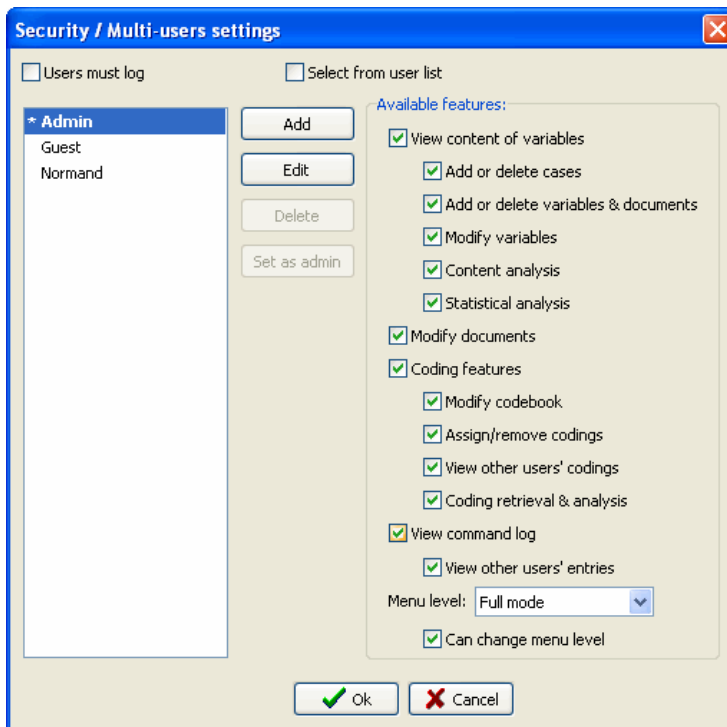 Security / Multi-users settings
Users must log
Select from user list
* Admin
Guest
Normand
Add
Edit
Delete
Set as admin
Available features:
View content of variables
Add or delete cases
Add or delete variables & documents
Modify variables
Content analysis
Statistical analysis
Modify documents
Coding features
Modify codebook
Assign/remove codings
View other users' codings
Coding retrieval & analysis
View command log
View other users' entries
Menu level: Full mode
Can change menu level
Ok
Cancel